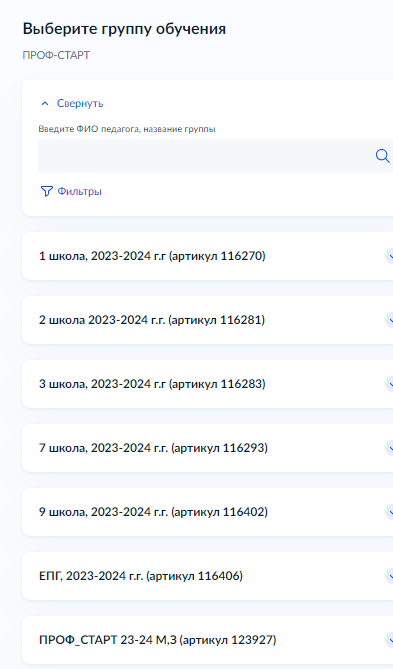 Выберите группу обучения
ПРОФ-СТАРТ
Свернуть
Введите ФИО педагога, название группы
Фильтры
1 школа, 2023-2024 г.г (артикул 116270)
2 школа 2023-2024 г.г. (артикул 116281)
3 школа, 2023-2024 г.г (артикул 116283)
7 школа, 2023-2024 г.г. (артикул 116293)
9 школа, 2023-2024 г.г. (артикул 116402)
ЕПГ, 2023-2024 г.г. (артикул 116406)
ПРОФ_СТАРТ 23-24 М,З (артикул 123927)